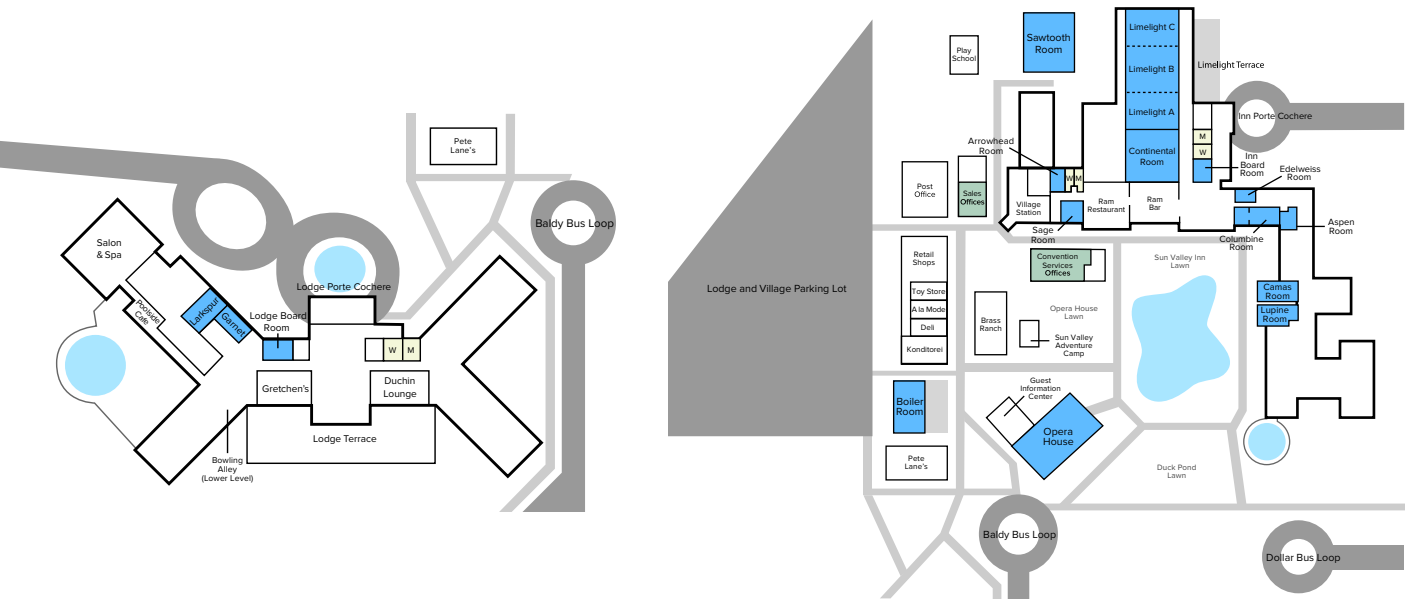 Pete
Lane's
Baldy Bus Loop
Salon
& Spa
Lodge Porte Cochere
Poolside
Cafe
Larkspur
Garnet
Lodge Board
Room
W
M
Gretchen's
Duchin
Lounge
Lodge Terrace
Bowling
Alley
(Lower Level)
Lodge and Village Parking Lot
Play
School
Sawtooth
Room
Limelight C
Limelight B
Limelight A
Continental
Room
Limelight Terrace
Inn Porte Cochere
M
W
Inn
Board
Room
Edelweiss
Room
Arrowhead
Room
W
M
Post
Office
Sales
Offices
Village
Station
Sage
Room
Ram
Restaurant
Ram
Bar
Columbine
Room
Aspen
Room
Retail
Shops
Toy Store
A la Mode
Deli
Konditorei
Convention
Services
Offices
Sun Valley Inn
Lawn
Camas
Room
Lupine
Room
Brass
Ranch
Opera House
Lawn
Sun Valley
Adventure
Camp
Guest
Information
Center
Boiler
Room
Opera
House
Pete
Lane's
Duck Pond
Lawn
Baldy Bus Loop
Dollar Bus Loop